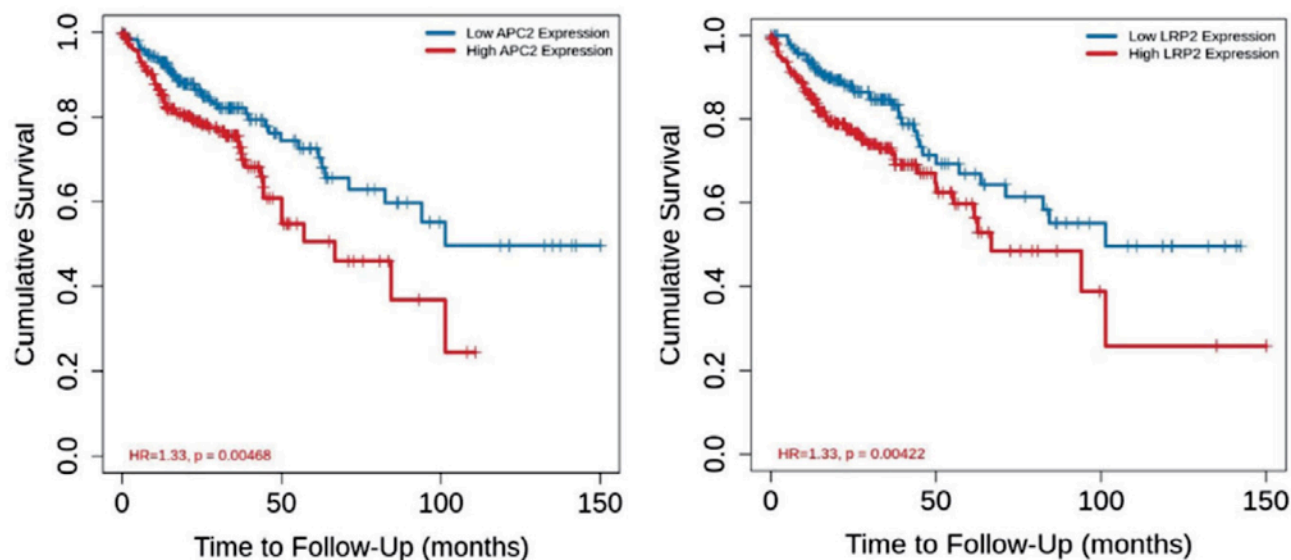 Low APC2 Expression
High APC2 Expression
Cumulative Survival
1.0
0.8
0.6
0.4
0.2
0.0
HR=1.33, p = 0.00468
0 50 100 150
Time to Follow-Up (months)
Low LRP2 Expression
High LRP2 Expression
Cumulative Survival
1.0
0.8
0.6
0.4
0.2
0.0
HR=1.33, p = 0.00422
0 50 100 150
Time to Follow-Up (months)